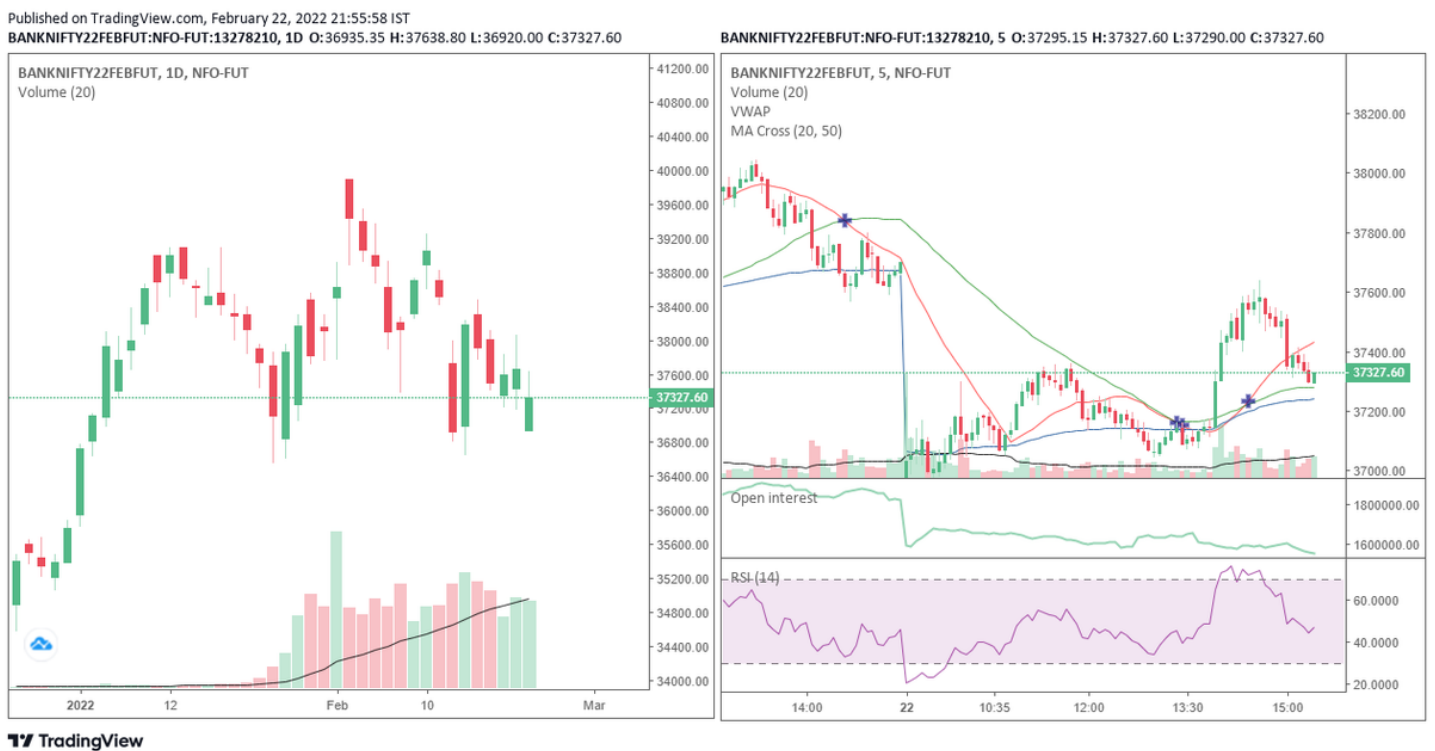 Published on TradingView.com, February 22, 2022 21:55:58 IST
BANKNIFTY22FEBFUT:NFO-FUT:13278210, 1D O:36935.35 H:37638.80 L:36920.00 C:37327.60
BANKNIFTY22FEBFUT, 1D, NFO-FUT
Volume (20)
41200.00
40800.00
40400.00
40000.00
39600.00
39200.00
38800.00
38400.00
38000.00
37600.00
37327.60
37200.00
36800.00
36400.00
36000.00
35600.00
35200.00
34800.00
34400.00
34000.00
2022 12 Feb 10 Mar
BANKNIFTY22FEBFUT:NFO-FUT:13278210, 5 O:37295.15 H:37327.60 L:37290.00 C:37327.60
BANKNIFTY22FEBFUT, 5, NFO-FUT
Volume (20)
VWAP
MA Cross (20, 50)
38200.00
38000.00
37800.00
37600.00
37400.00
37327.60
37200.00
37000.00
Open interest
1800000.00
1600000.00
RSI (14)
60.0000
40.0000
20.0000
14:00 22 10:35 12:00 13:30 15:00
TradingView